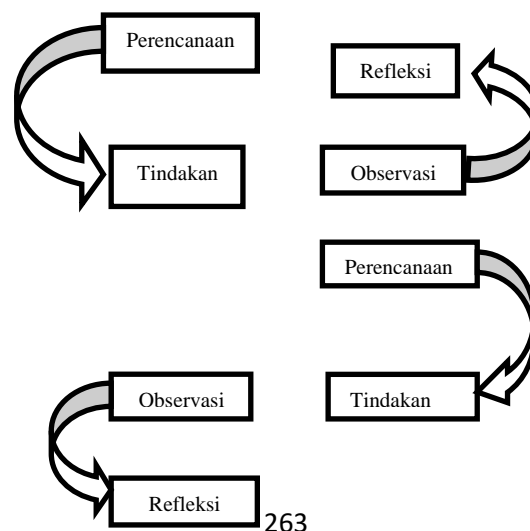 Perencanaan
Refleksi
Tindakan
Observasi
Perencanaan
Observasi
Tindakan
Refleksi
263